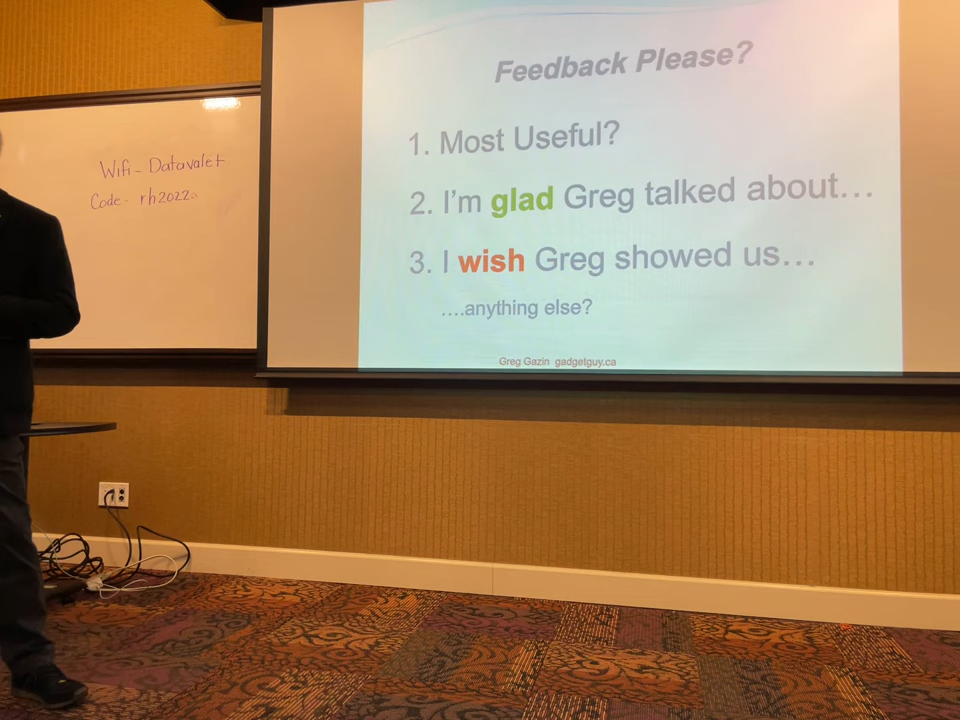 Wifi - Datavalet
Code - rh2022a
Feedback Please?
1. Most Useful?
2. I'm glad Greg talked about…
3. I wish Greg showed us…
….anything else?
Greg Gazin gadgetguy.ca